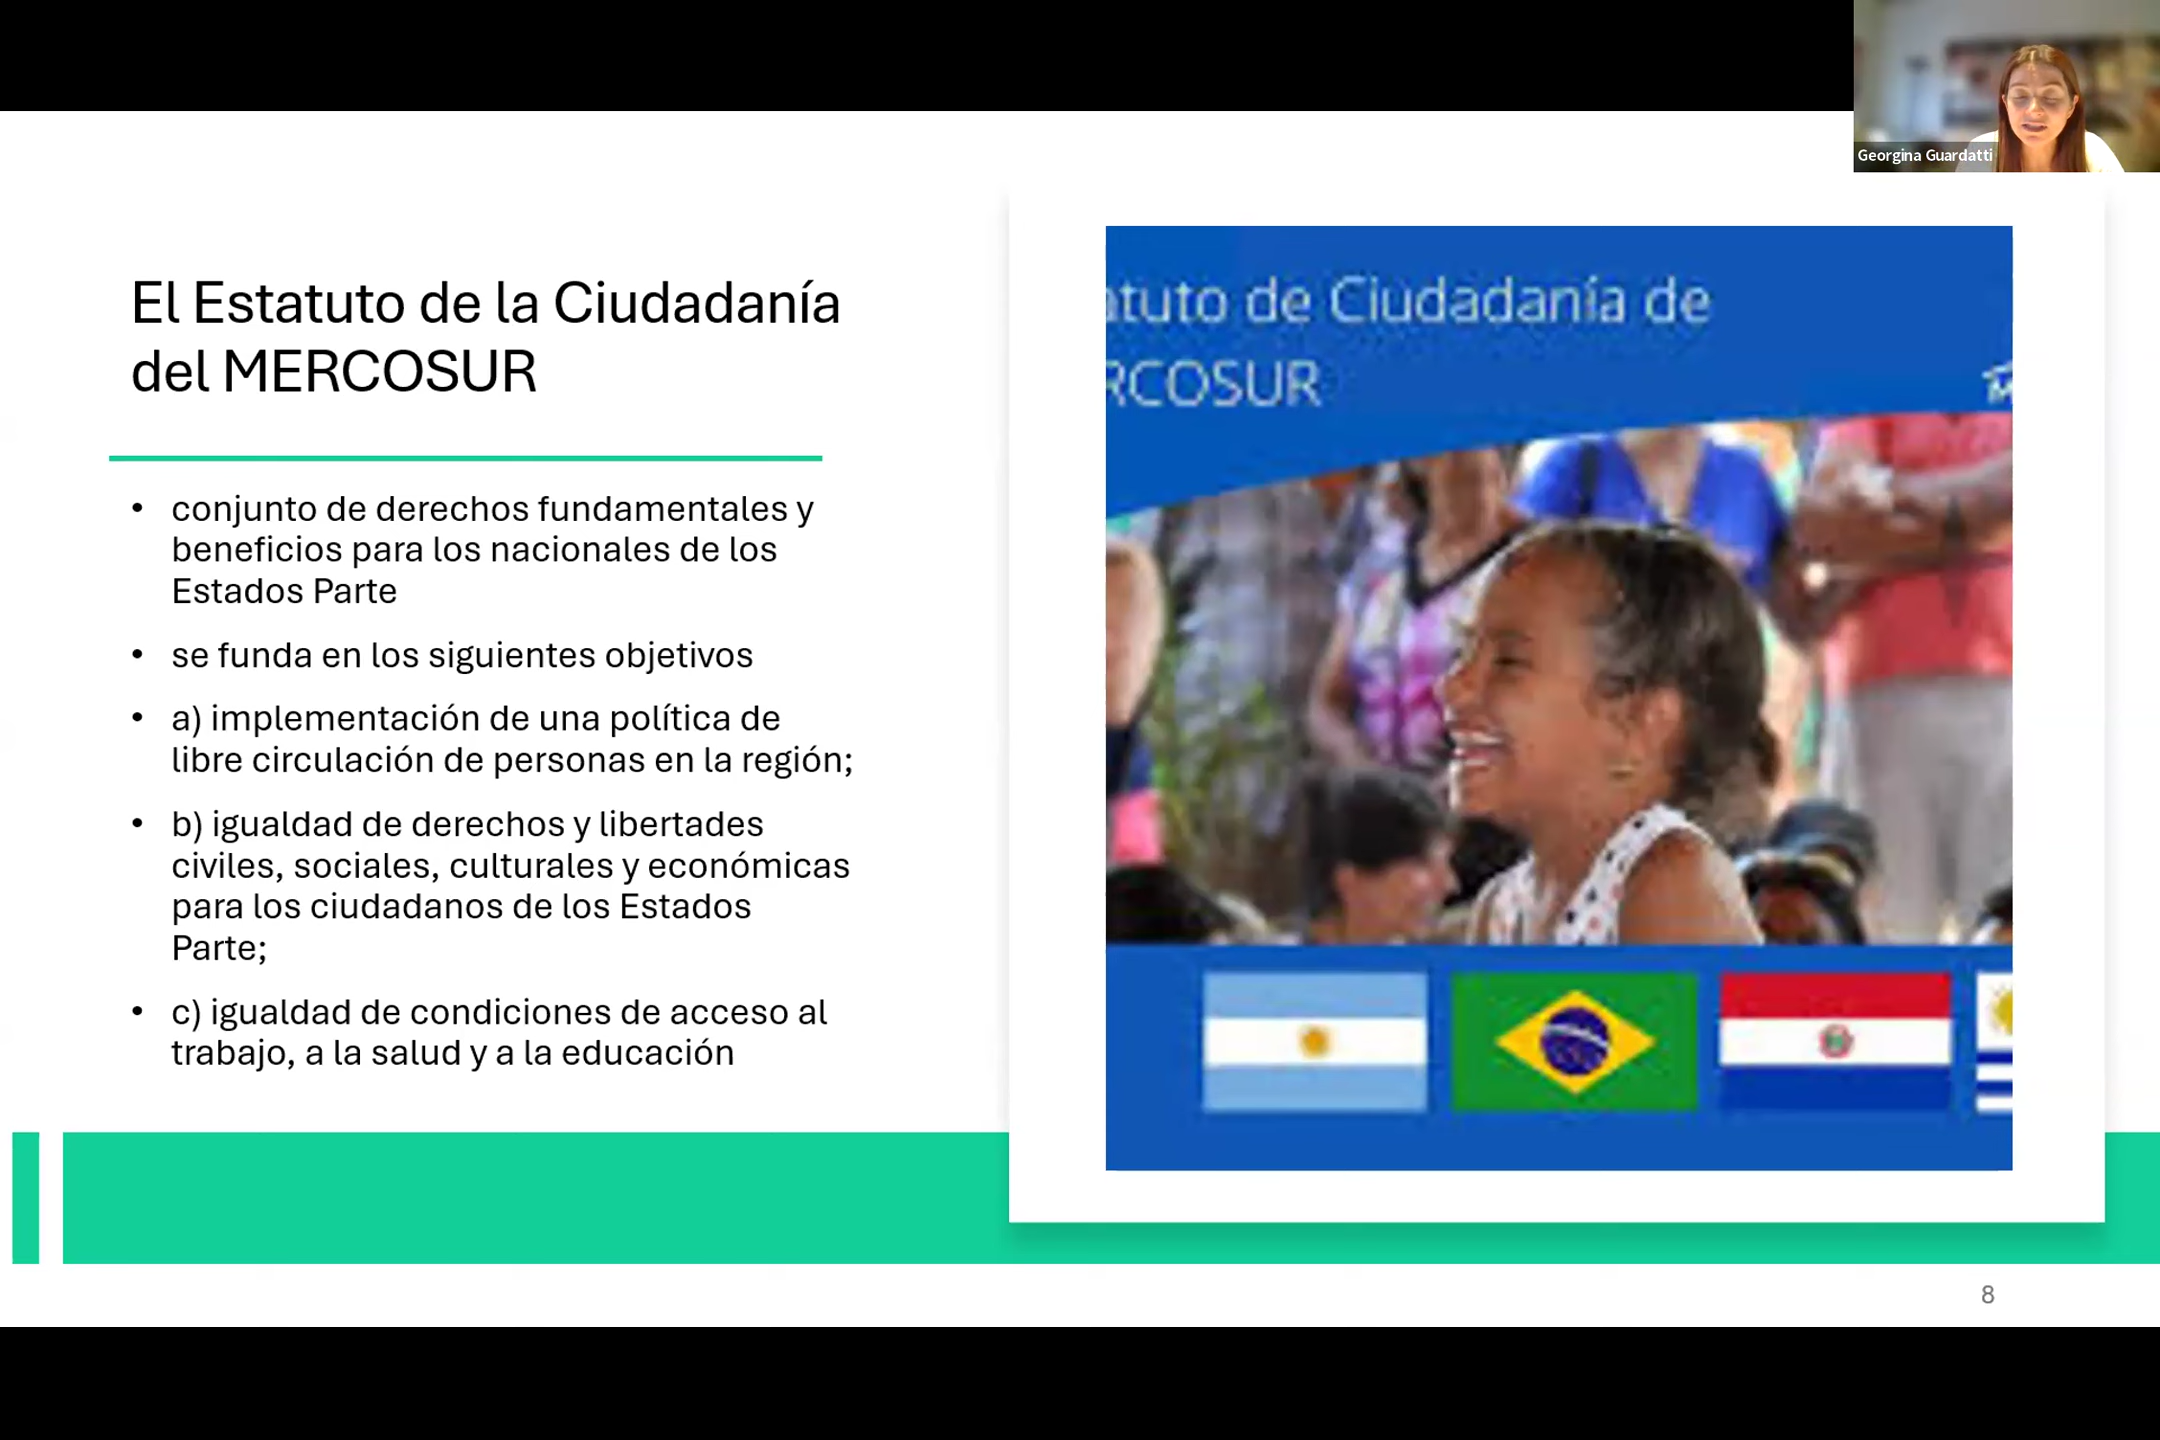 Georgina Guardatti
El Estatuto de la Ciudadanía
del MERCOSUR
• conjunto de derechos fundamentales y
beneficios para los nacionales de los
Estados Parte
• se funda en los siguientes objetivos
• a) implementación de una política de
libre circulación de personas en la región;
• b) igualdad de derechos y libertades
civiles, sociales, culturales y económicas
para los ciudadanos de los Estados
Parte;
• c) igualdad de condiciones de acceso al
trabajo, a la salud y a la educación
atuto de Ciudadanía de
RCOSUR
8